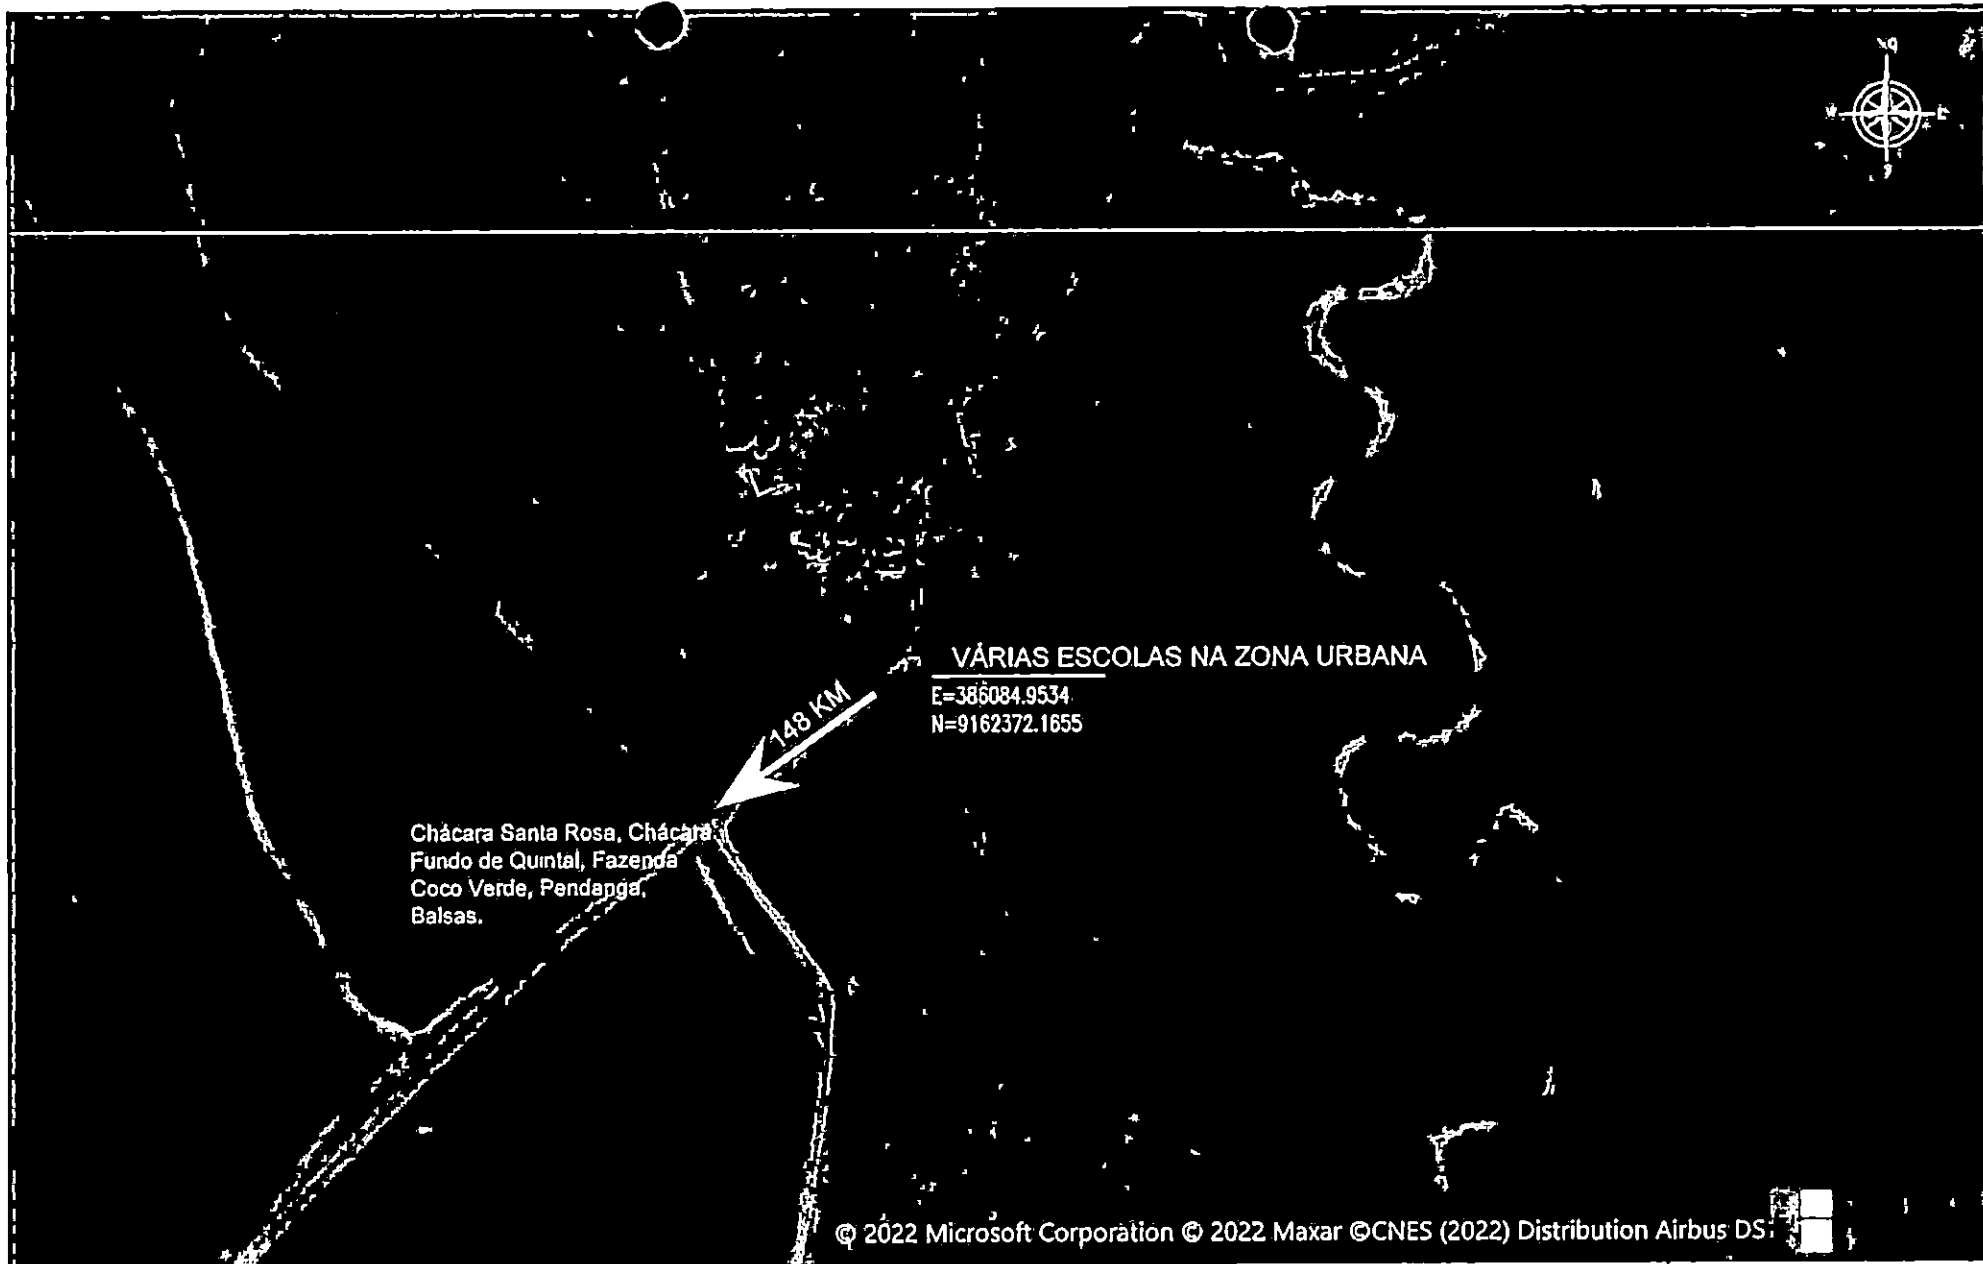 W
E
VÁRIAS ESCOLAS NA ZONA URBANA
E=386084.9534
N=9162372.1655
148 KM
Chácara Santa Rosa, Chácara
Fundo de Quintal, Fazenda
Coco Verde, Pendanga,
Balsas.
© 2022 Microsoft Corporation © 2022 Maxar ©CNES (2022) Distribution Airbus DS